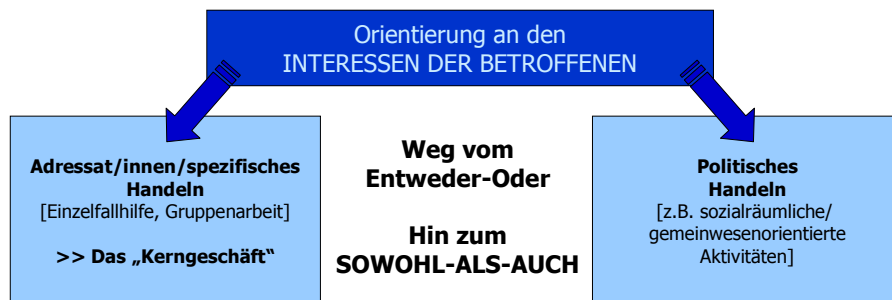 Orientierung an den
INTERESSEN DER BETROFFENEN
Adressat/innen/spezifisches
Handeln
[Einzelfallhilfe, Gruppenarbeit]
>> Das „Kerngeschäft“
Weg vom
Entweder-Oder
Hin zum
SOWOHL-ALS-AUCH
Politisches
Handeln
[z.B. sozialräumliche/
gemeinwesenorientierte
Aktivitäten]